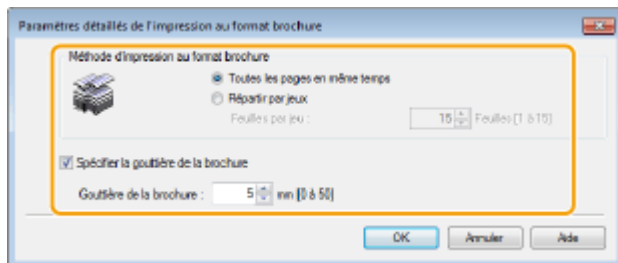 Paramètres détaillés de l'impression au format brochure
Méthode d'impression au format brochure
Toutes les pages en même temps
Répartir par jeux
Feuilles par jeu : 15 Feuilles [1 à 15]
Spécifier la gouttière de la brochure
Gouttière de la brochure : 5 mm [0 à 50]
OK Annuler Aide